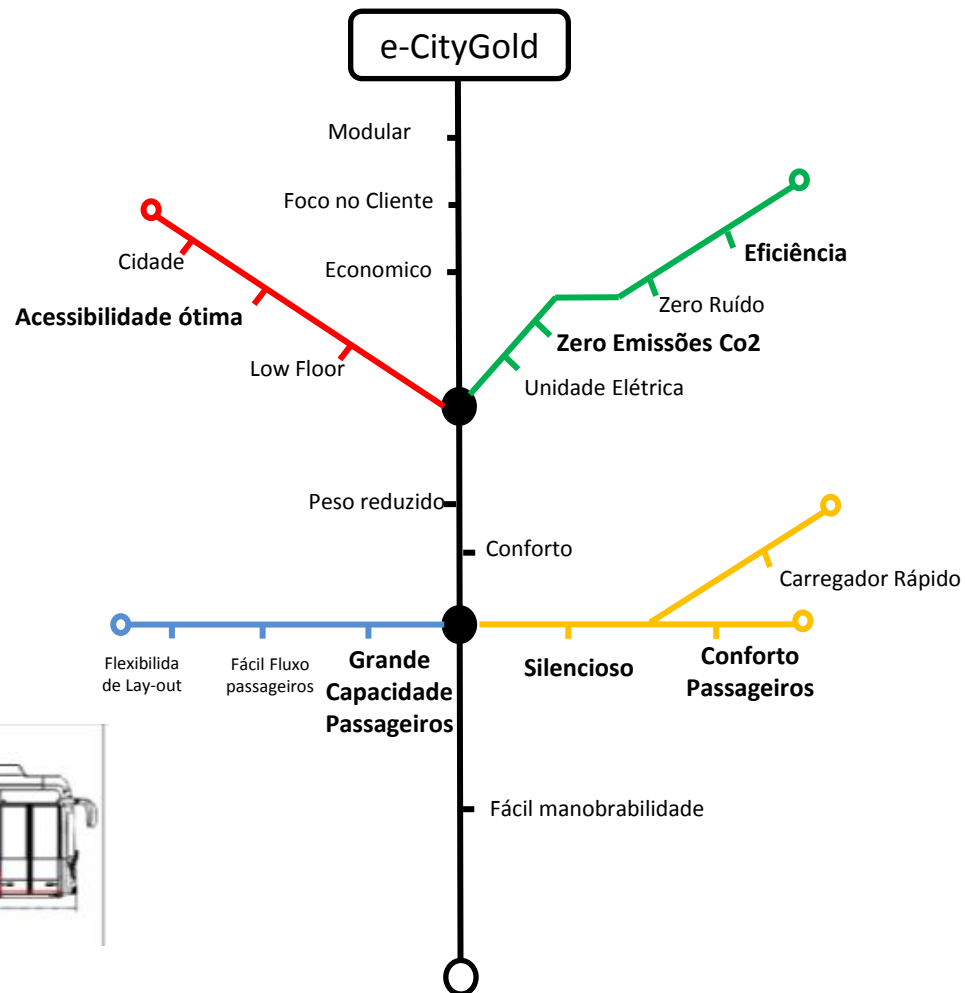 e-CityGold
Modular
Foco no Cliente
Economico
Cidade
Acessibilidade ótima
Low Floor
Eficiência
Zero Ruído
Zero Emissões Co2
Unidade Elétrica
Peso reduzido
Conforto
Carregador Rápido
Flexibilida
de Lay-out
Fácil Fluxo
passageiros
Grande
Capacidade
Passageiros
Silencioso
Conforto
Passageiros
Fácil manobrabilidade